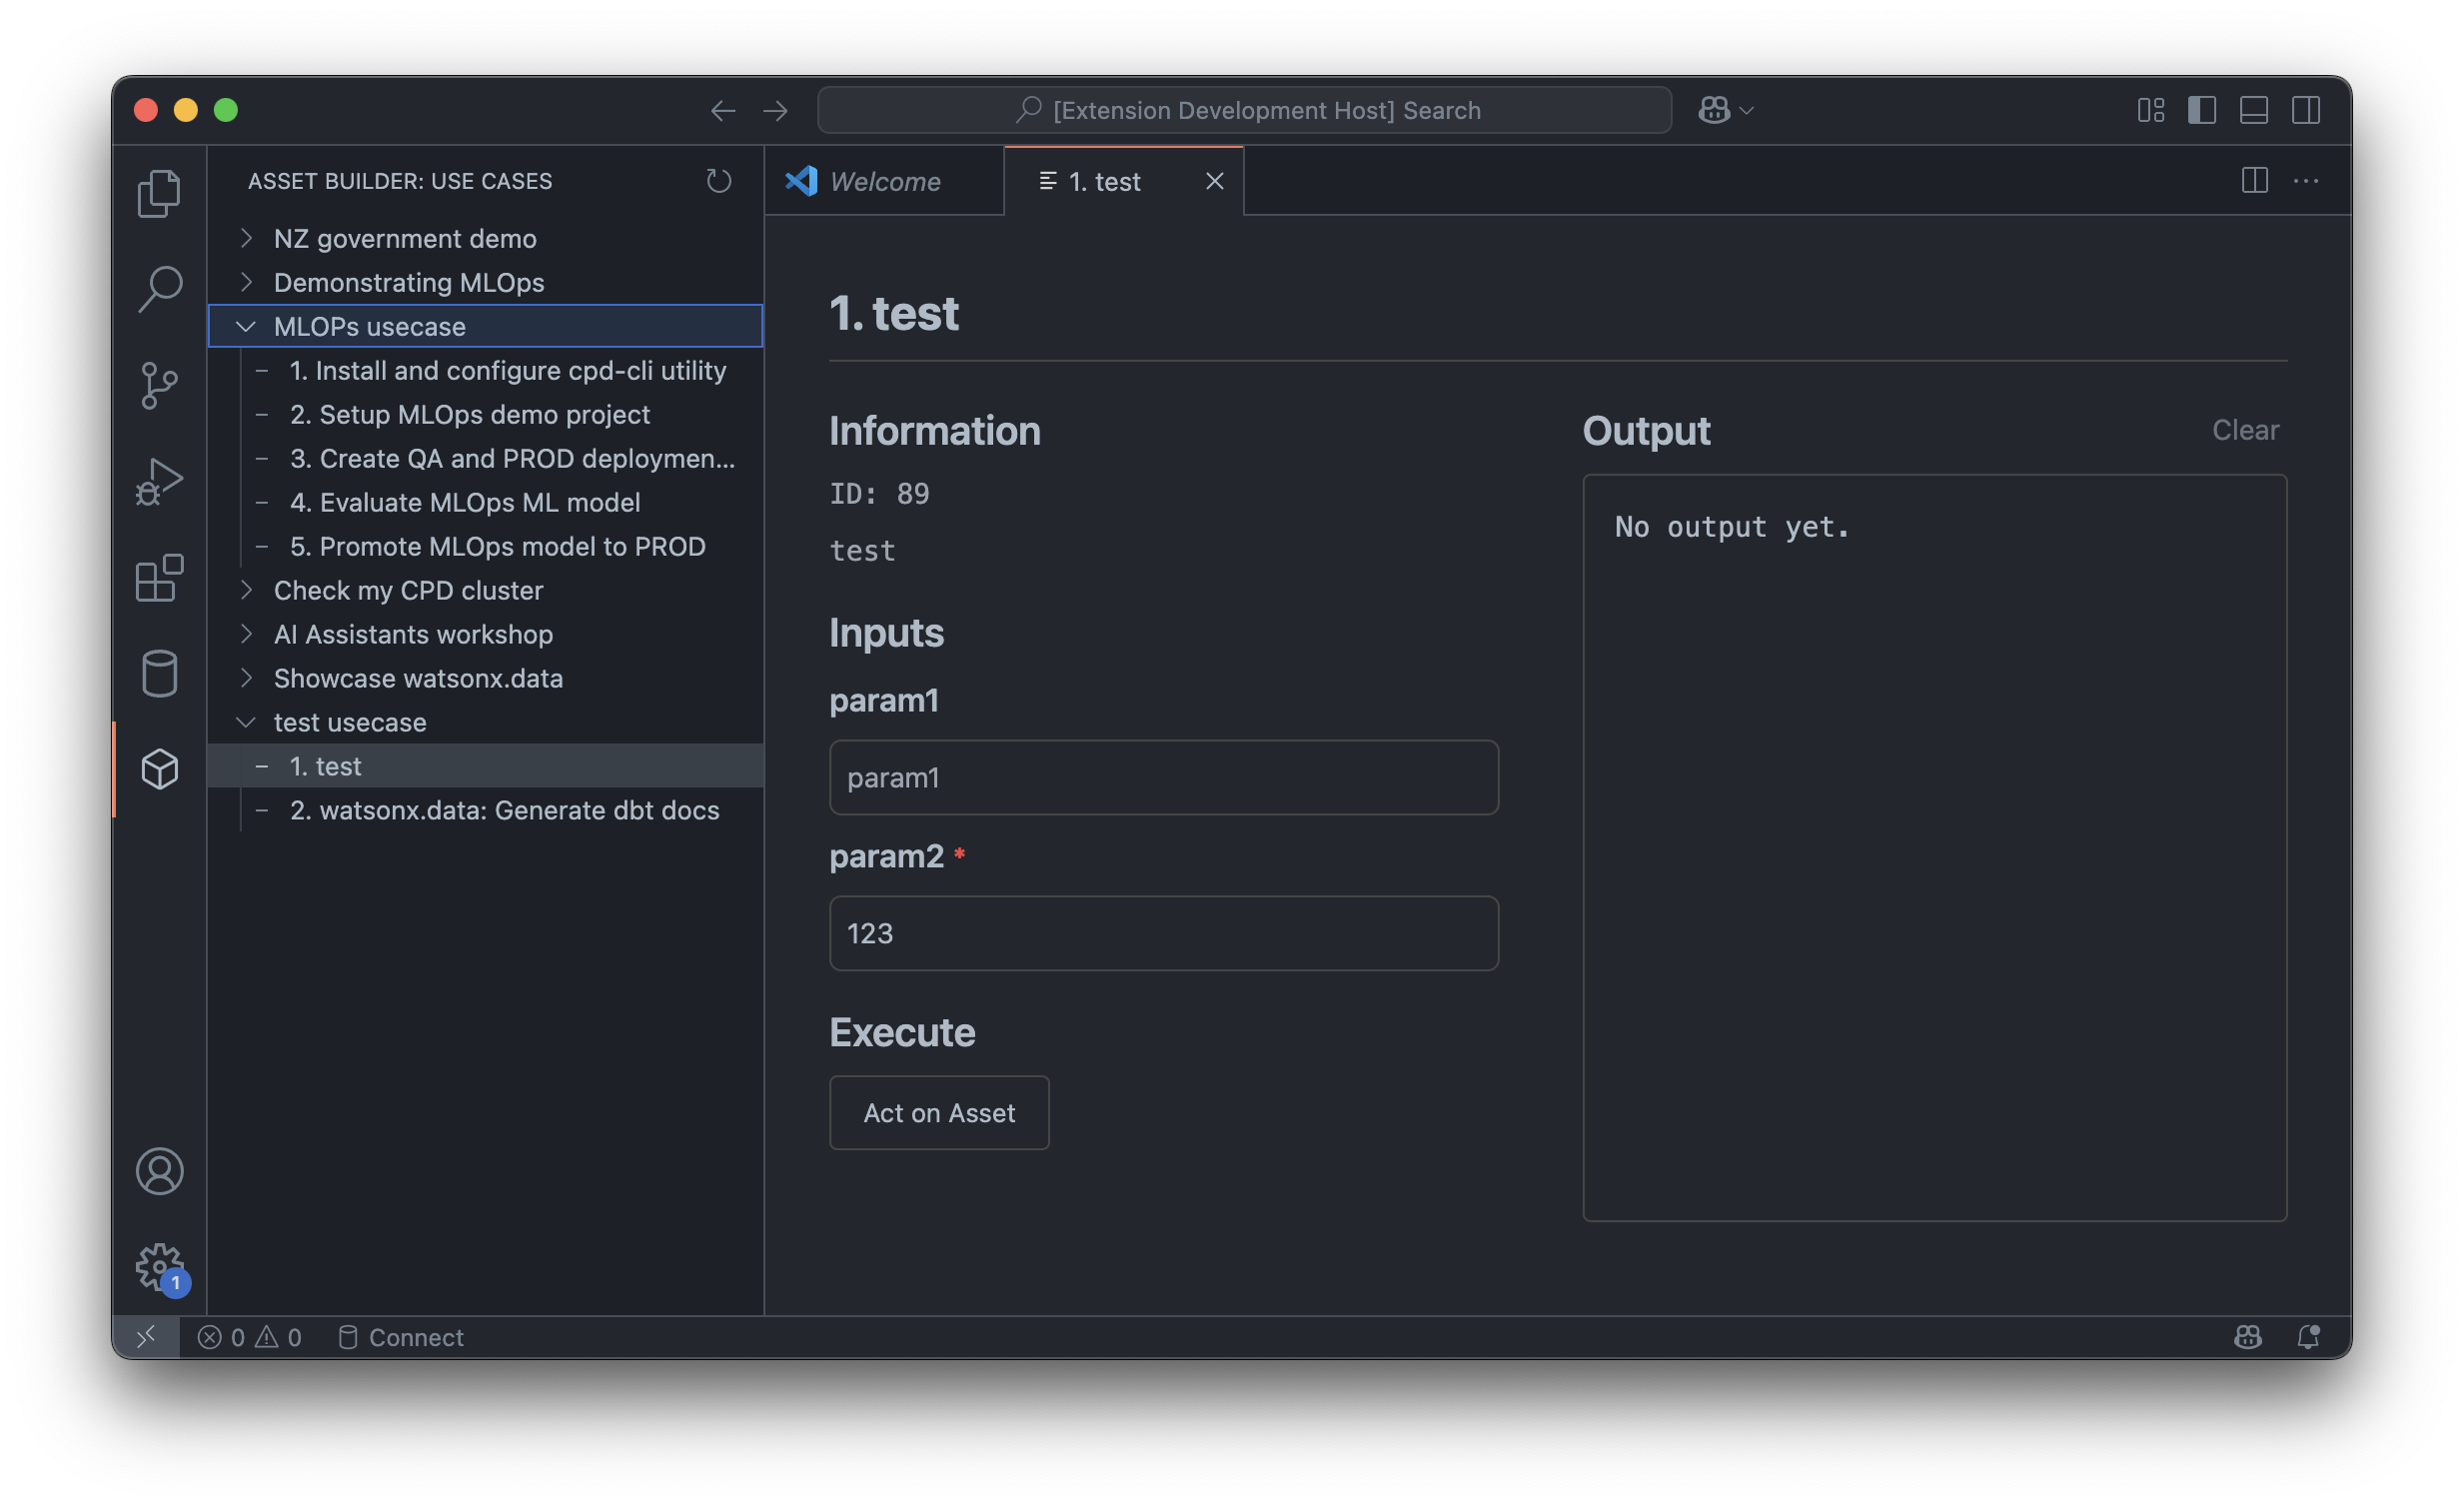 [Extension Development Host] Search
ASSET BUILDER: USE CASES
NZ government demo
Demonstrating MLOps
MLOPs usecase
1. Install and configure cpd-cli utility
2. Setup MLOps demo project
3. Create QA and PROD deploymen...
4. Evaluate MLOps ML model
5. Promote MLOps model to PROD
Check my CPD cluster
AI Assistants workshop
Showcase watsonx.data
test usecase
1. test
2. watsonx.data: Generate dbt docs
Welcome
1. test
1. test
Information
ID: 89
test
Inputs
param1
param1
param2 *
123
Execute
Act on Asset
Output
Clear
No output yet.
1
0 0 Connect